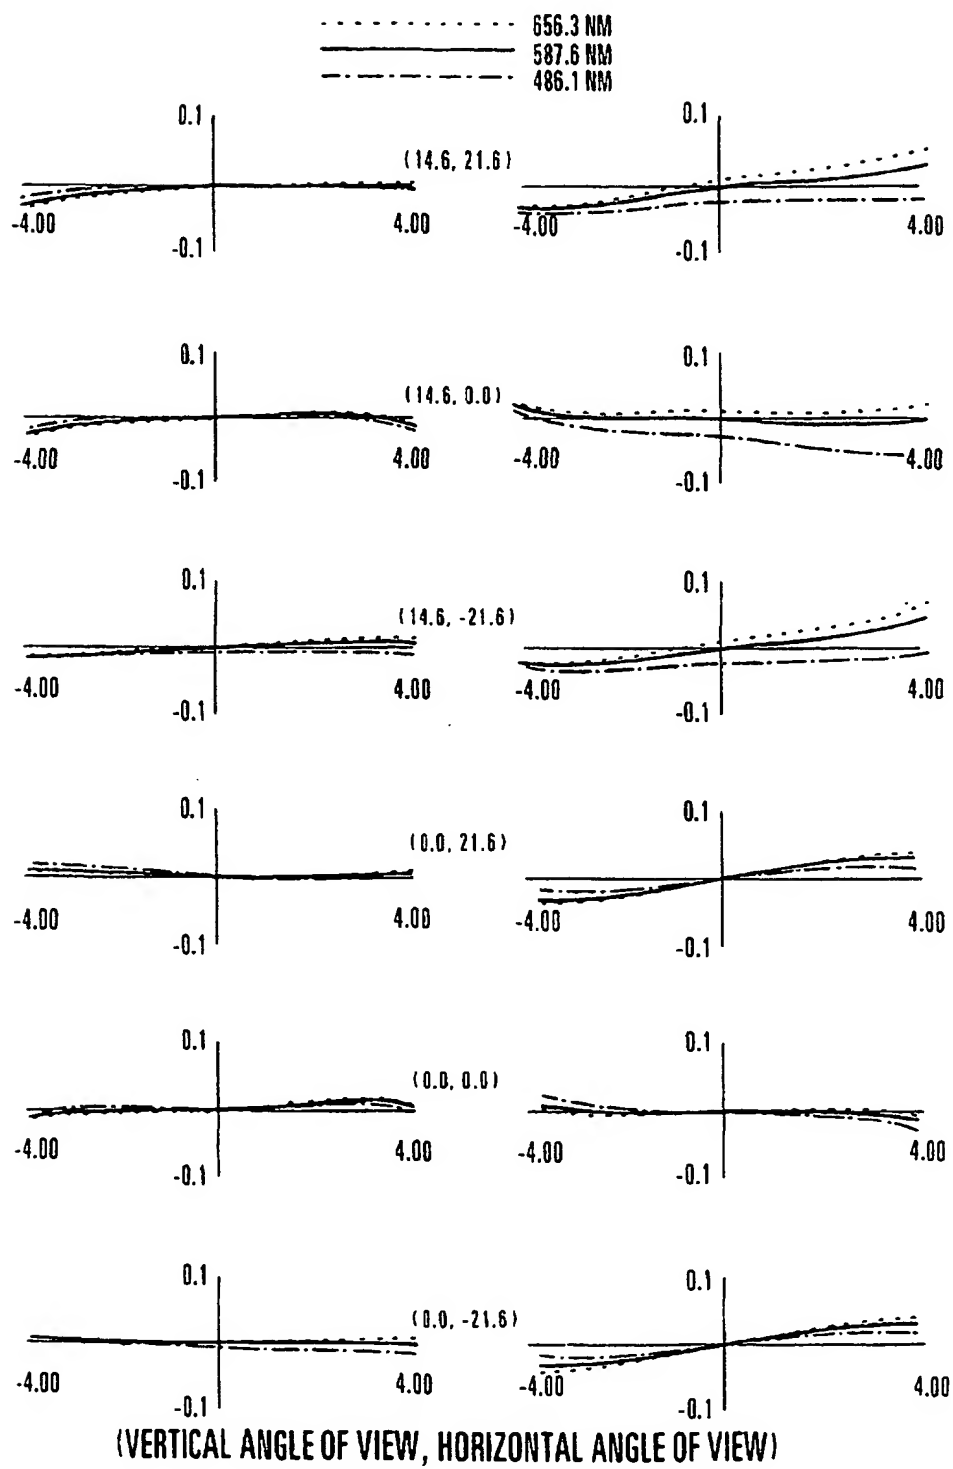 656.3 NM
587.6 NM
486.1 NM
0.1 (14.6, 21.6) 0.1
-4.00 4.00 -4.00 4.00
-0.1 -0.1
0.1 (14.6, 0.0) 0.1
-4.00 4.00 -4.00 4.00
-0.1 -0.1
0.1 (14.6, -21.6) 0.1
-4.00 4.00 -4.00 4.00
-0.1 -0.1
0.1 (0.0, 21.6) 0.1
-4.00 4.00 -4.00 4.00
-0.1 -0.1
0.1 (0.0, 0.0) 0.1
-4.00 4.00 -4.00 4.00
-0.1 -0.1
0.1 (0.0, -21.6) 0.1
-4.00 4.00 -4.00 4.00
-0.1 -0.1
(VERTICAL ANGLE OF VIEW, HORIZONTAL ANGLE OF VIEW)